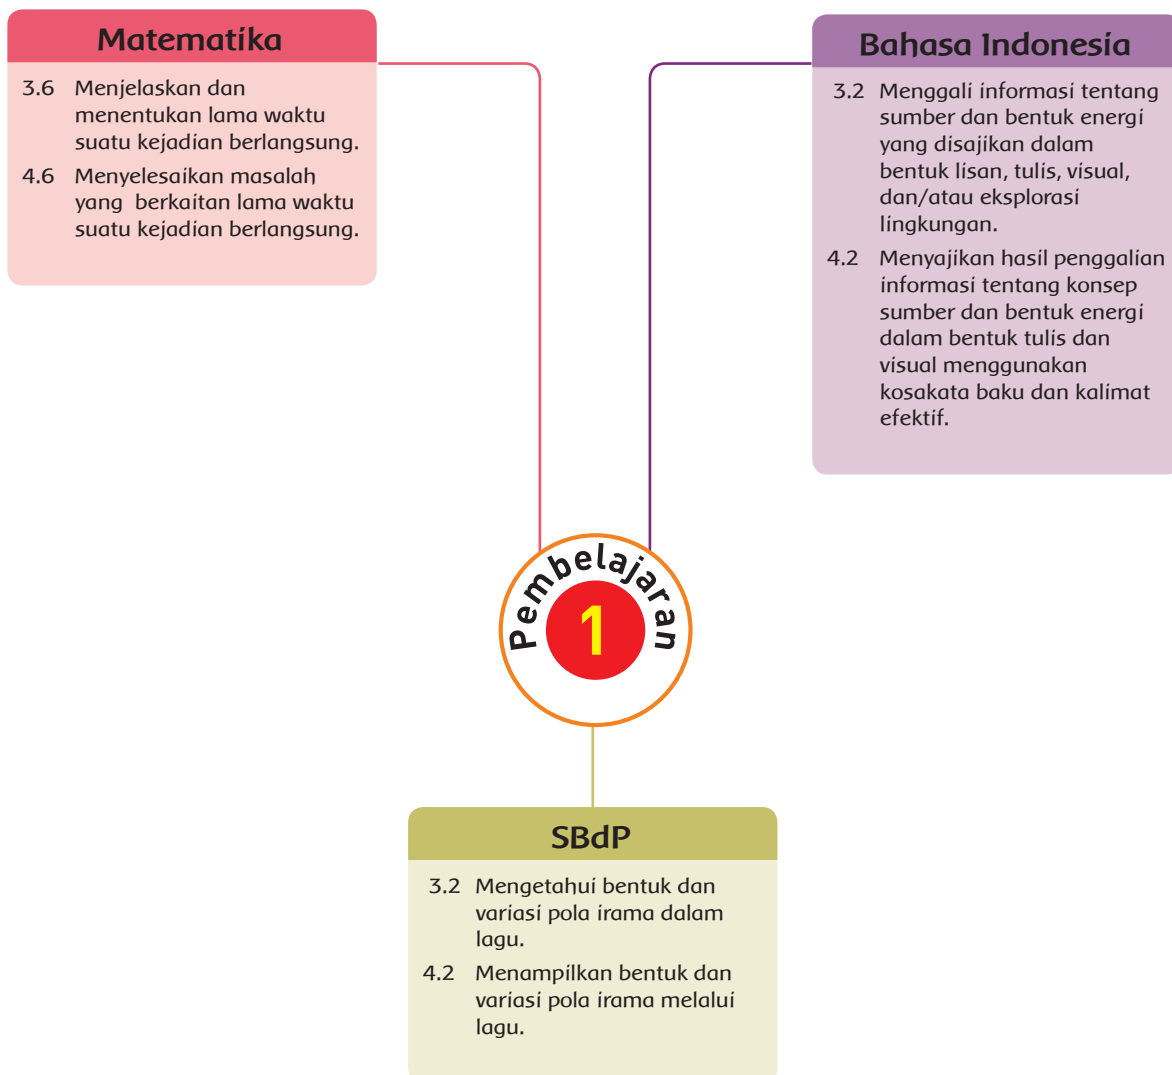 Matematika
3.6 Menjelaskan dan
menentukan lama waktu
suatu kejadian berlangsung.
4.6 Menyelesaikan masalah
yang berkaitan lama waktu
suatu kejadian berlangsung.
Bahasa Indonesia
3.2 Menggali informasi tentang
sumber dan bentuk energi
yang disajikan dalam
bentuk lisan, tulis, visual,
dan/atau eksplorasi
lingkungan.
4.2 Menyajikan hasil penggalian
informasi tentang konsep
sumber dan bentuk energi
dalam bentuk tulis dan
visual menggunakan
kosakata baku dan kalimat
efektif.
Pembelajaran
1
SBdP
3.2 Mengetahui bentuk dan
variasi pola irama dalam
lagu.
4.2 Menampilkan bentuk dan
variasi pola irama melalui
lagu.